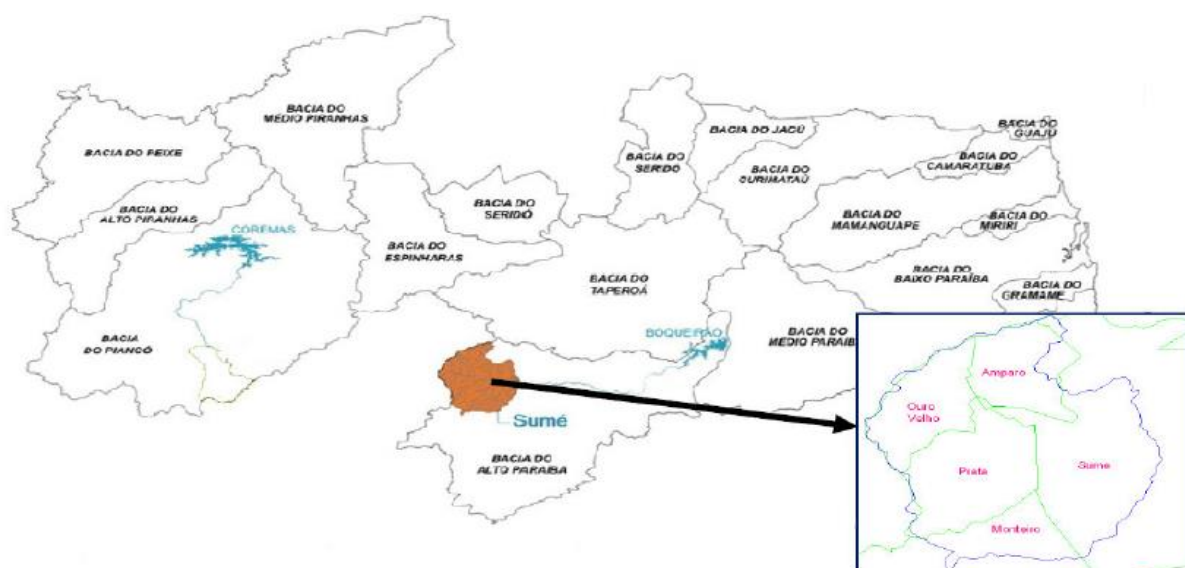 BACIA DO
MÉDIO PIRANHAS
BACIA DO PEIXE
BACIA DO
ALTO PIRANHAS
COREMAS
BACIA
DO PIANCÓ
BACIA DO
ESPINHARAS
BACIA DO
SERIDÓ
BACIA DO
SERIDO
BACIA DO JACÚ
BACIA DO
CURIMATAÚ
BACIA DO
GUAJU
BACIA DO
CAMARATUBA
BACIA DO
MAMANGUAPE
BACIA DO
MIRIRI
BACIA DO
BAIXO PARAÍBA
BACIA DO
GRAMAME
BACIA DO
TAPEROÁ
BOQUEIRÃO
BACIA DO
MÉDIO PARAÍB
Sumé
BACIA DO
ALTO PARAÍBA
Amparo
Ouro
Velho
Prata
Sume
Monteiro